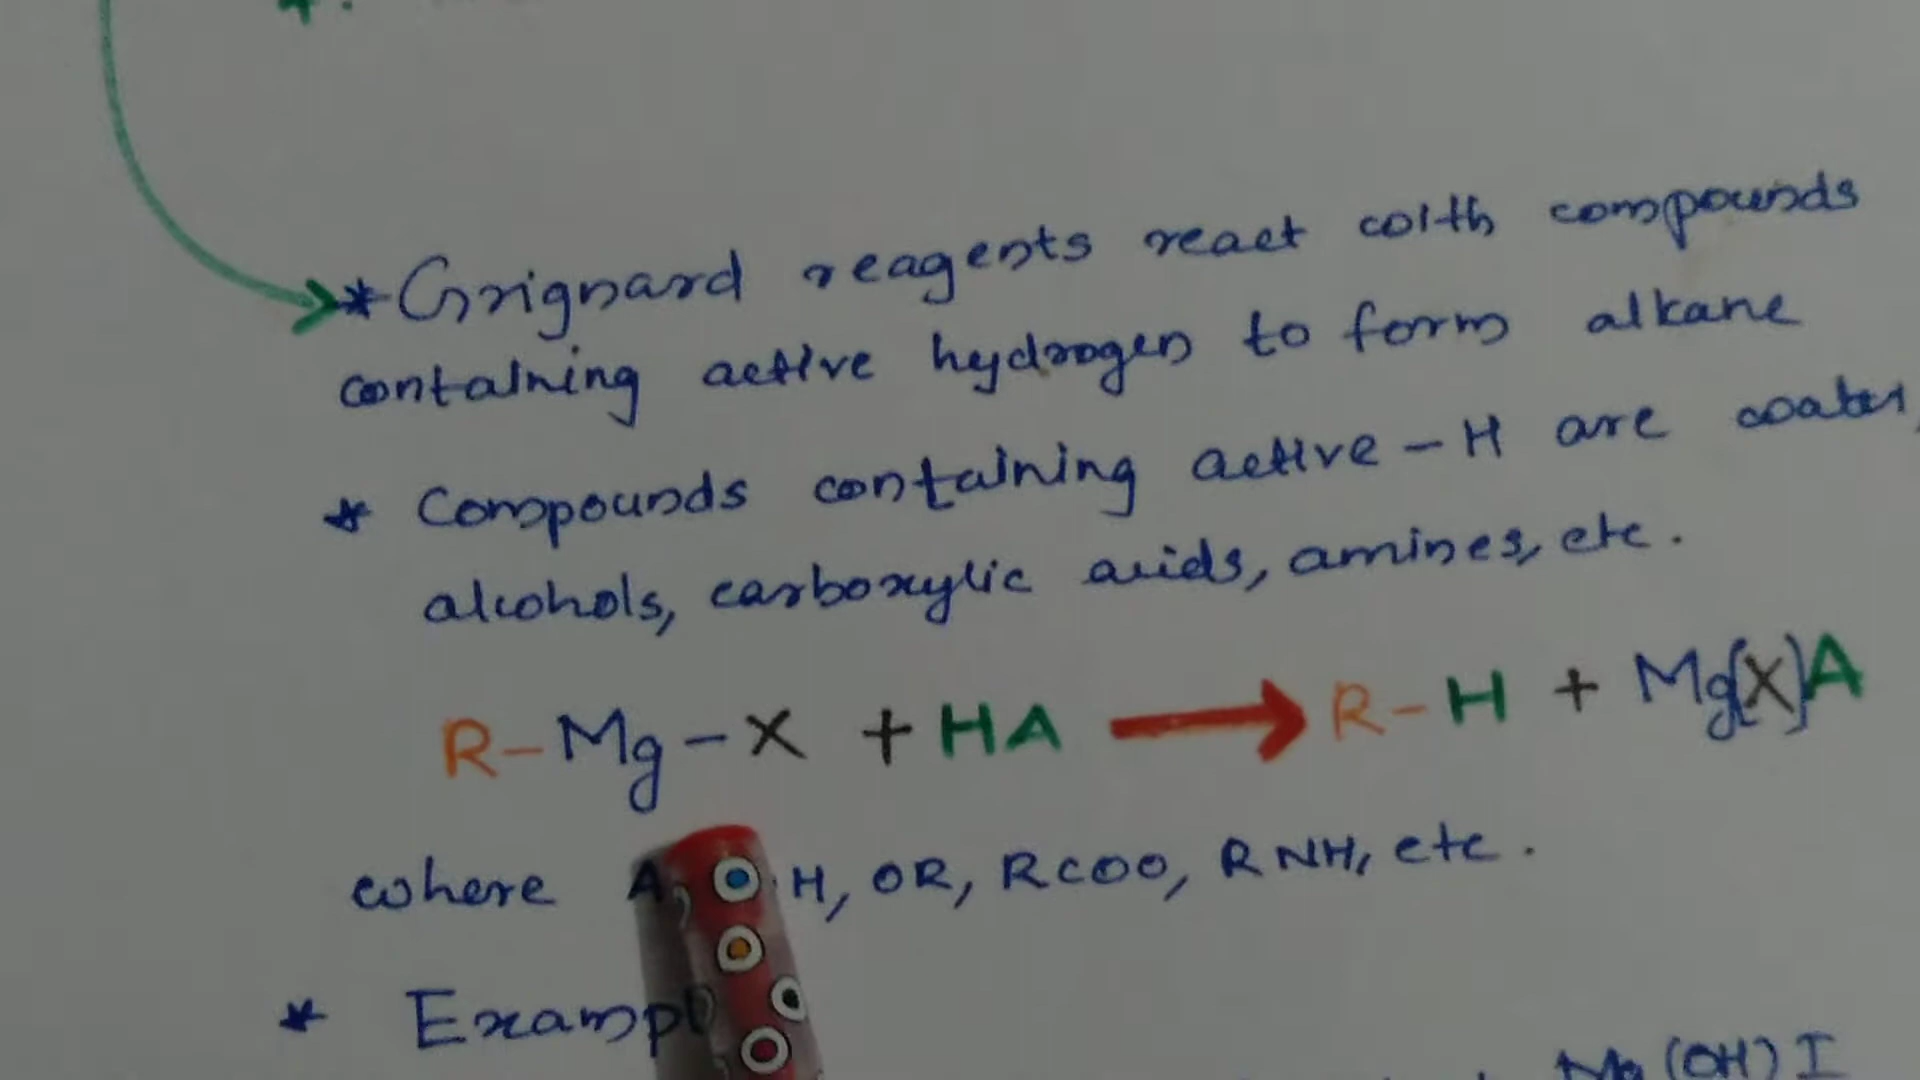 * Grignard reagents react with compounds
containing active hydrogen to form alkane
* Compounds containing active - H are water,
alcohols, carboxylic acids, amines, etc.
R-Mg-X + HA → R-H + Mg(X)A
where A, H, OR, RCOO, RNH, etc.
* Exampl
Mg(OH)I